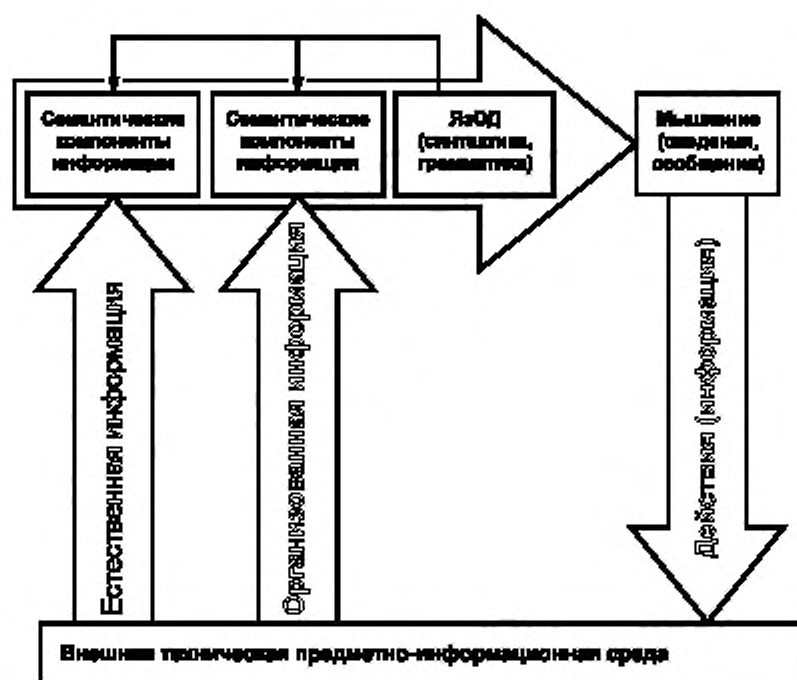 Семантические
компоненты
информации
Семантические
компоненты
информации
ЯзОД
(синтактика,
грамматика)
Мышление
(сведения,
сообщения)
Естественная информация
Организованная информация
Действия (информация)
Внешняя техническая предметно-информационная среда